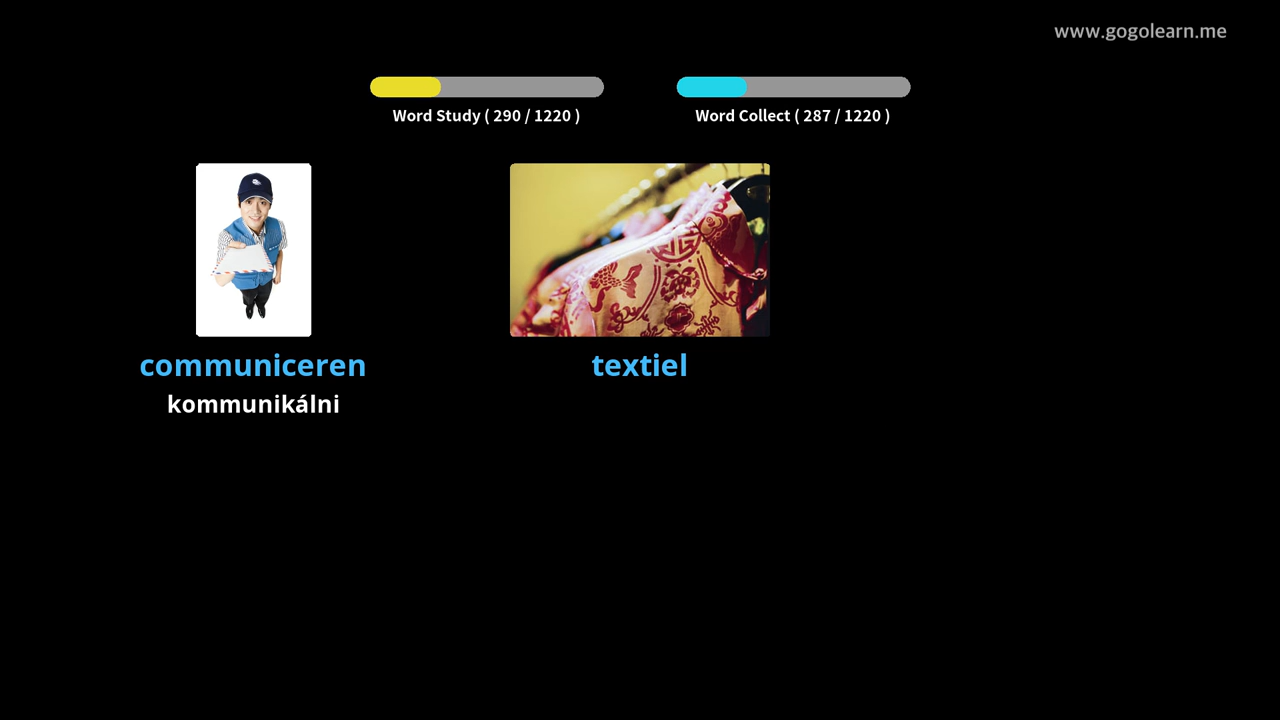 www.gogolearn.me
Word Study ( 290 / 1220 )
Word Collect ( 287 / 1220 )
communiceren
textiel
kommunikálni